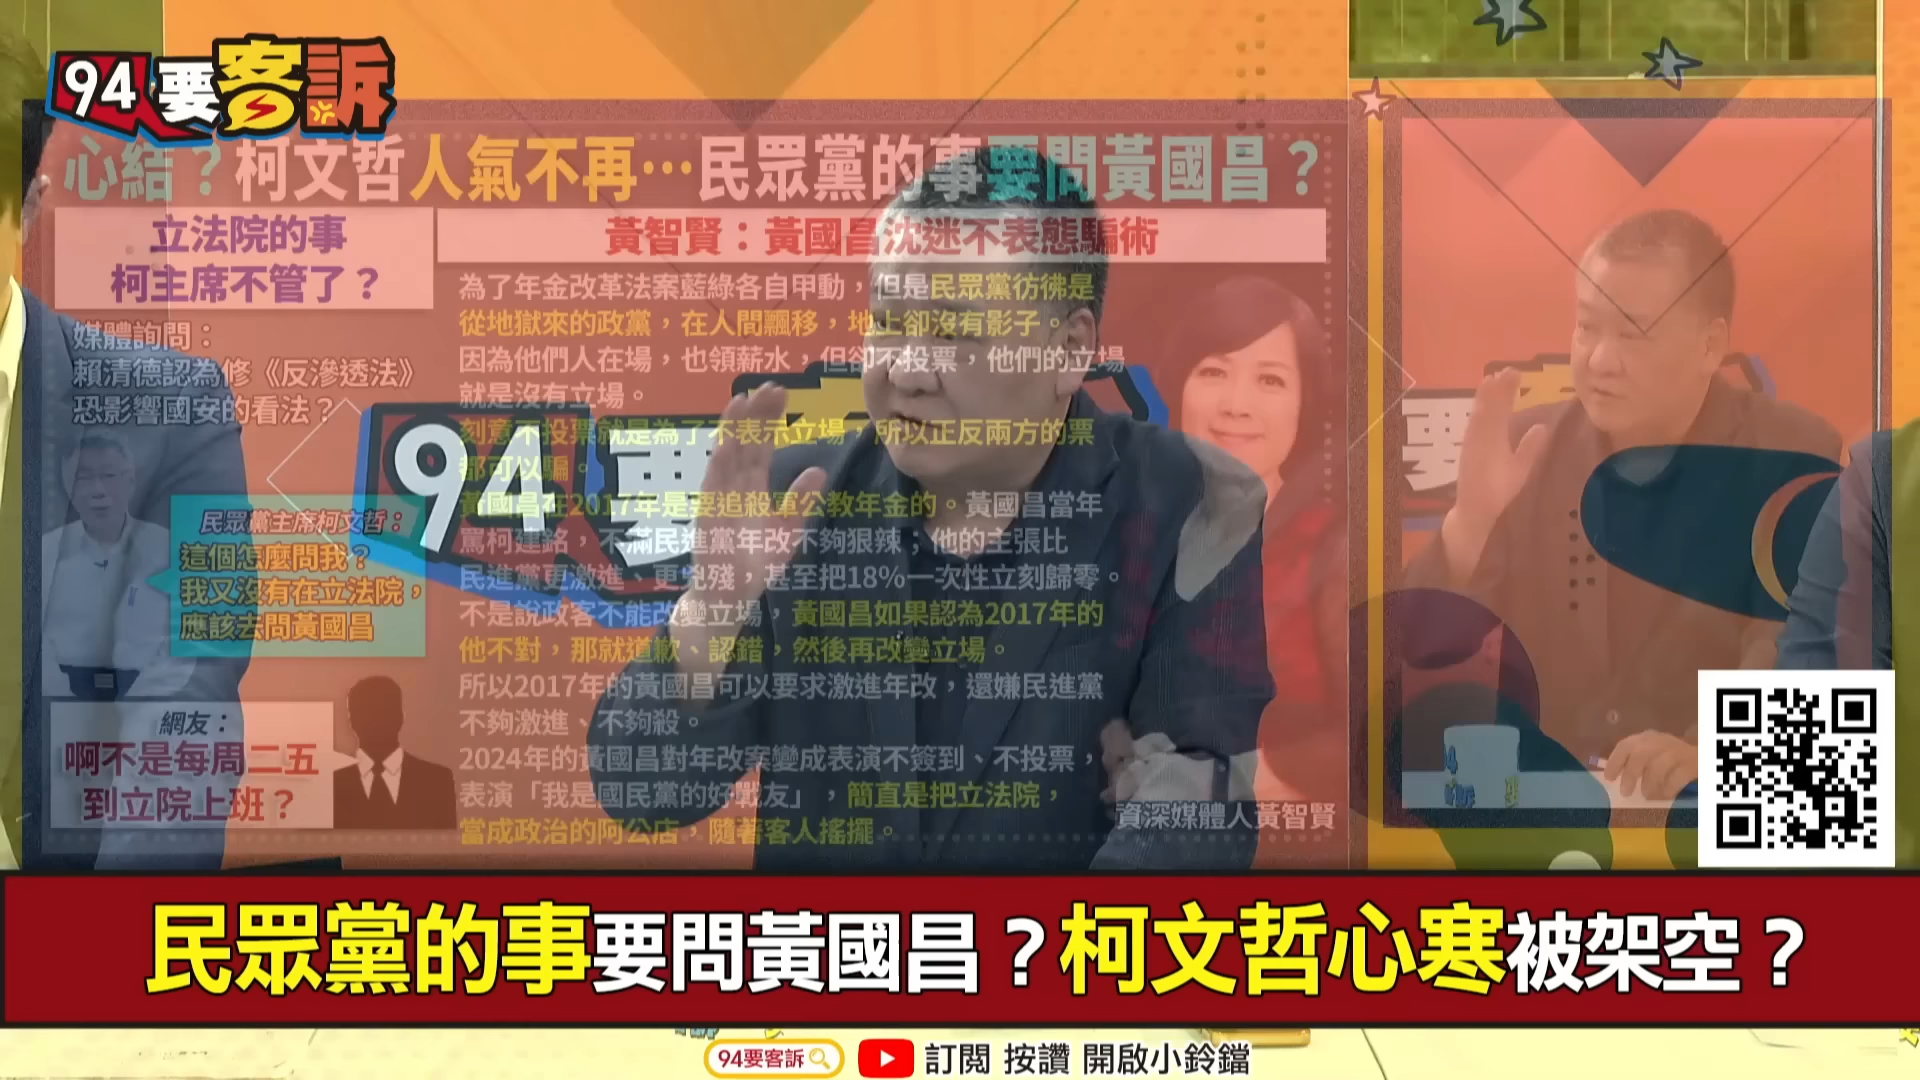 94要客訴
心結？柯文哲人氣不再…民眾黨的事要問黃國昌？
立法院的事
柯主席不管了？
媒體詢問：
賴清德認為修《反滲透法》
恐影響國安的看法？
民眾黨主席柯文哲：
這個怎麼問我？
我又沒有在立法院，
應該去問黃國昌
網友：
啊不是每周二五
到立院上班？
黃智賢：黃國昌沈迷不表態騙術
為了年金改革法案藍綠各自甲動，但是民眾黨彷彿是
從地獄來的政黨，在人間飄移，地上卻沒有影子。
因為他們人在場，也領薪水，但卻不投票，他們的立場
就是沒有立場。
刻意不投票就是為了不表示立場，所以正反兩方的票
都可以騙。
黃國昌在2017年是要追殺軍公教年金的。黃國昌當年
罵柯建銘，不滿民進黨年改不夠狠辣；他的主張比
民進黨更激進、更兇殘，甚至把18%一次性立刻歸零。
不是說政客不能改變立場，黃國昌如果認為2017年的
他不對，那就道歉、認錯，然後再改變立場。
所以2017年的黃國昌可以要求激進年改，還嫌民進黨
不夠激進、不夠殺。
2024年的黃國昌對年改案變成表演不簽到、不投票，
表演「我是國民黨的好戰友」，簡直是把立法院，
當成政治的阿公店，隨著客人搖擺。
資深媒體人黃智賢
94要
要
民眾黨的事要問黃國昌？柯文哲心寒被架空？
94要客訴
訂閱 按讚 開啟小鈴鐺